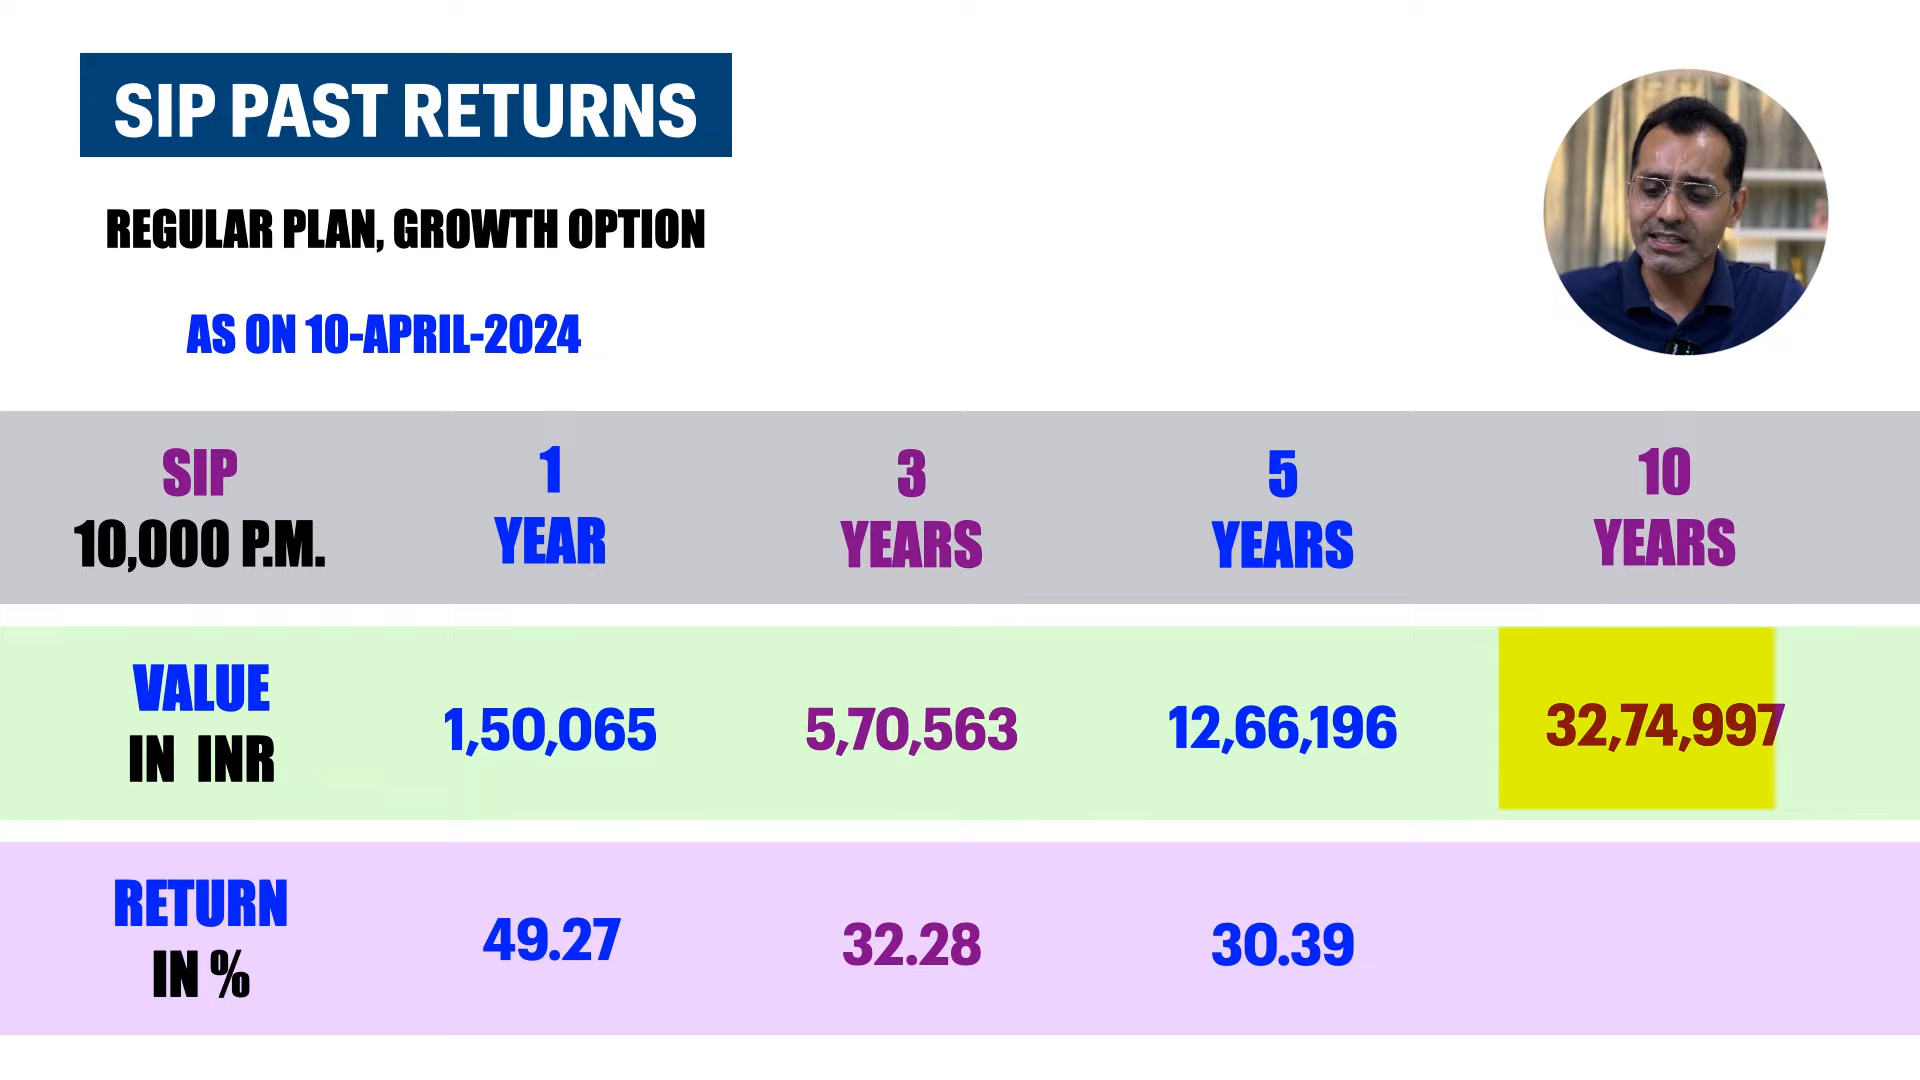 SIP PAST RETURNS
REGULAR PLAN, GROWTH OPTION
AS ON 10-APRIL-2024
SIP
10,000 P.M.
1
YEAR
3
YEARS
5
YEARS
10
YEARS
VALUE
IN INR
1,50,065
5,70,563
12,66,196
32,74,997
RETURN
IN %
49.27
32.28
30.39